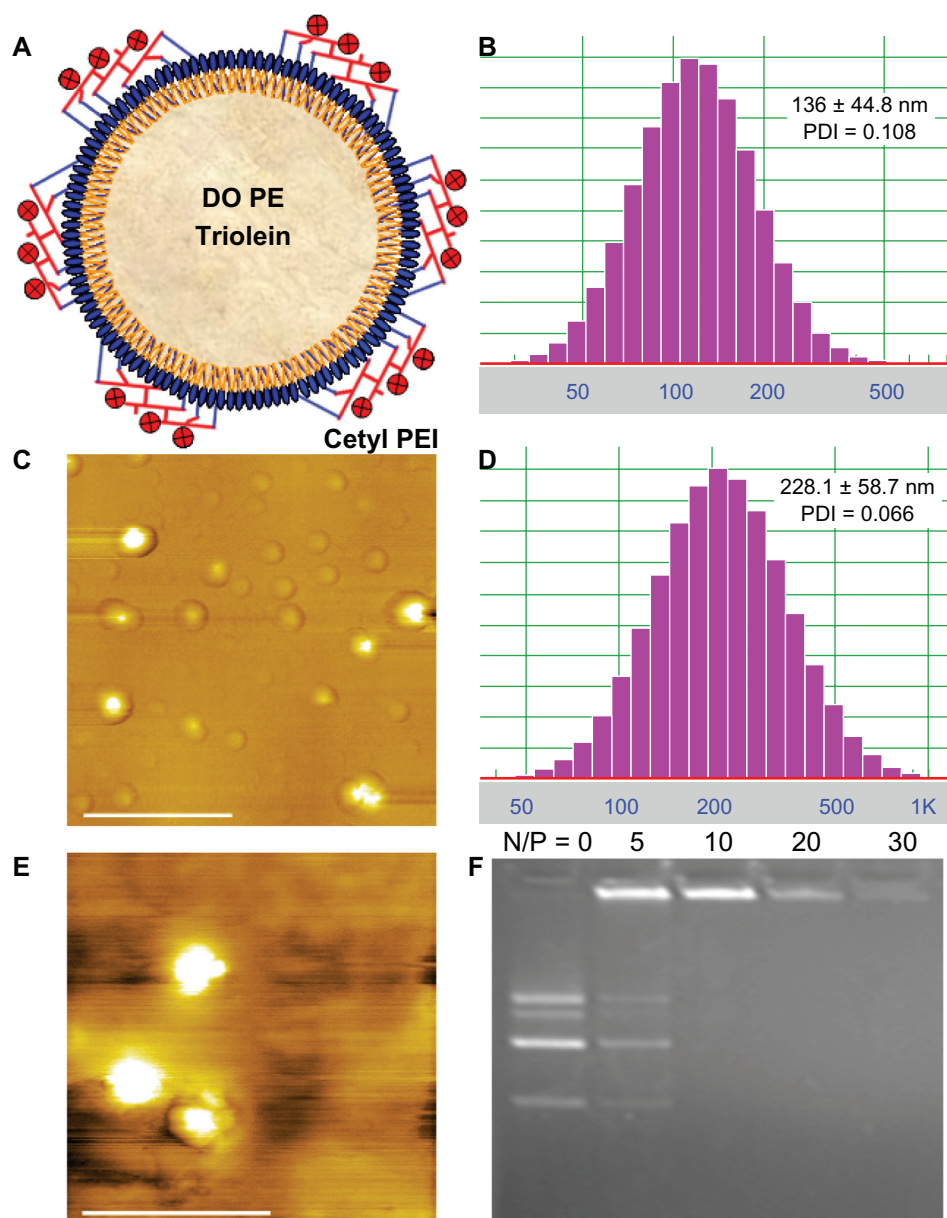 A
DO PE
Triolein
Cetyl PEI
B
136 ± 44.8 nm
PDI = 0.108
50 100 200 500
C
D
228.1 ± 58.7 nm
PDI = 0.066
50 100 200 500 1K
E
F
N/P = 0 5 10 20 30